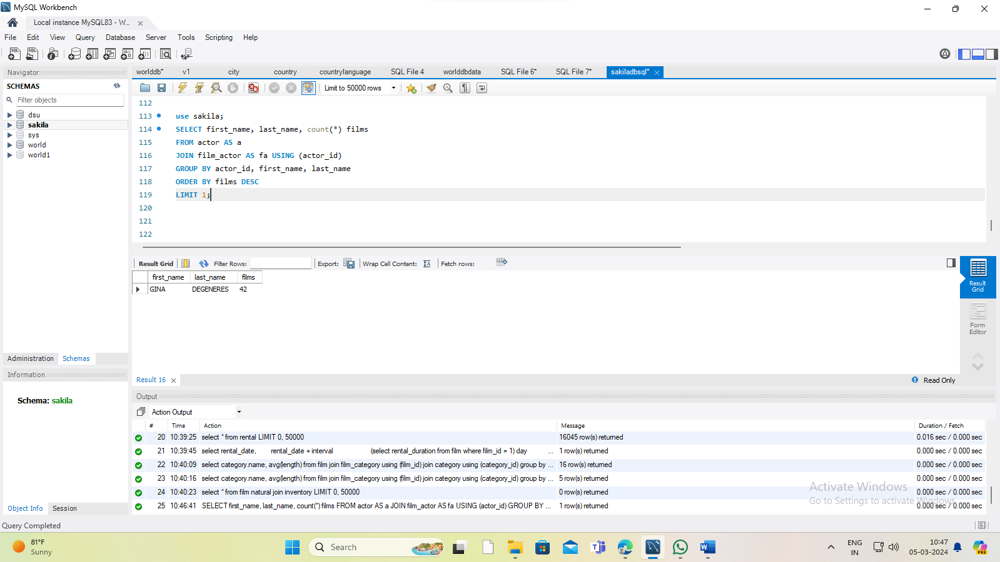 MySQL Workbench
Local instance MySQL83 - W...
File Edit View Query Database Server Tools Scripting Help
Navigator
SCHEMAS
Filter objects
dsu
sakila
sys
world
world1
Administration Schemas
Information
Schema: sakila
Object Info Session
worlddb* v1 city country countrylanguage SQL File 4 worlddbdata SQL File 6* SQL File 7* sakiladbsql*
Limit to 50000 rows
112
113 use sakila;
114 SELECT first_name, last_name, count(*) films
115 FROM actor AS a
116 JOIN film_actor AS fa USING (actor_id)
117 GROUP BY actor_id, first_name, last_name
118 ORDER BY films DESC
119 LIMIT 1;
120
121
122
Result Grid Filter Rows: Export: Wrap Cell Content: Fetch rows:
first_name last_name films
GINA DEGENERES 42
Result Grid
Form Editor
Result 16 Read Only
Output
Action Output
# Time Action Message Duration / Fetch
20 10:39:25 select * from rental LIMIT 0, 50000 16045 row(s) returned 0.016 sec / 0.000 sec
21 10:39:45 select rental_date, rental_date + interval (select rental_duration from film where film_id = 1) day ... 1 row(s) returned 0.000 sec / 0.000 sec
22 10:40:09 select category.name, avg(length) from film join film_category using (film_id) join category using (category_id) group by ... 16 row(s) returned 0.000 sec / 0.000 sec
23 10:40:16 select category.name, avg(length) from film join film_category using (film_id) join category using (category_id) group by ... 5 row(s) returned 0.000 sec / 0.000 sec
24 10:40:23 select * from film natural join inventory LIMIT 0, 50000 0 row(s) returned 0.000 sec / 0.000 sec
25 10:46:41 SELECT first_name, last_name, count(*) films FROM actor AS a JOIN film_actor AS fa USING (actor_id) GROUP BY ... 1 row(s) returned 0.000 sec / 0.000 sec
Activate Windows
Go to Settings to activate Windows.
Query Completed
81°F
Sunny
Search
ENG
IN
10:47
05-03-2024
PRE